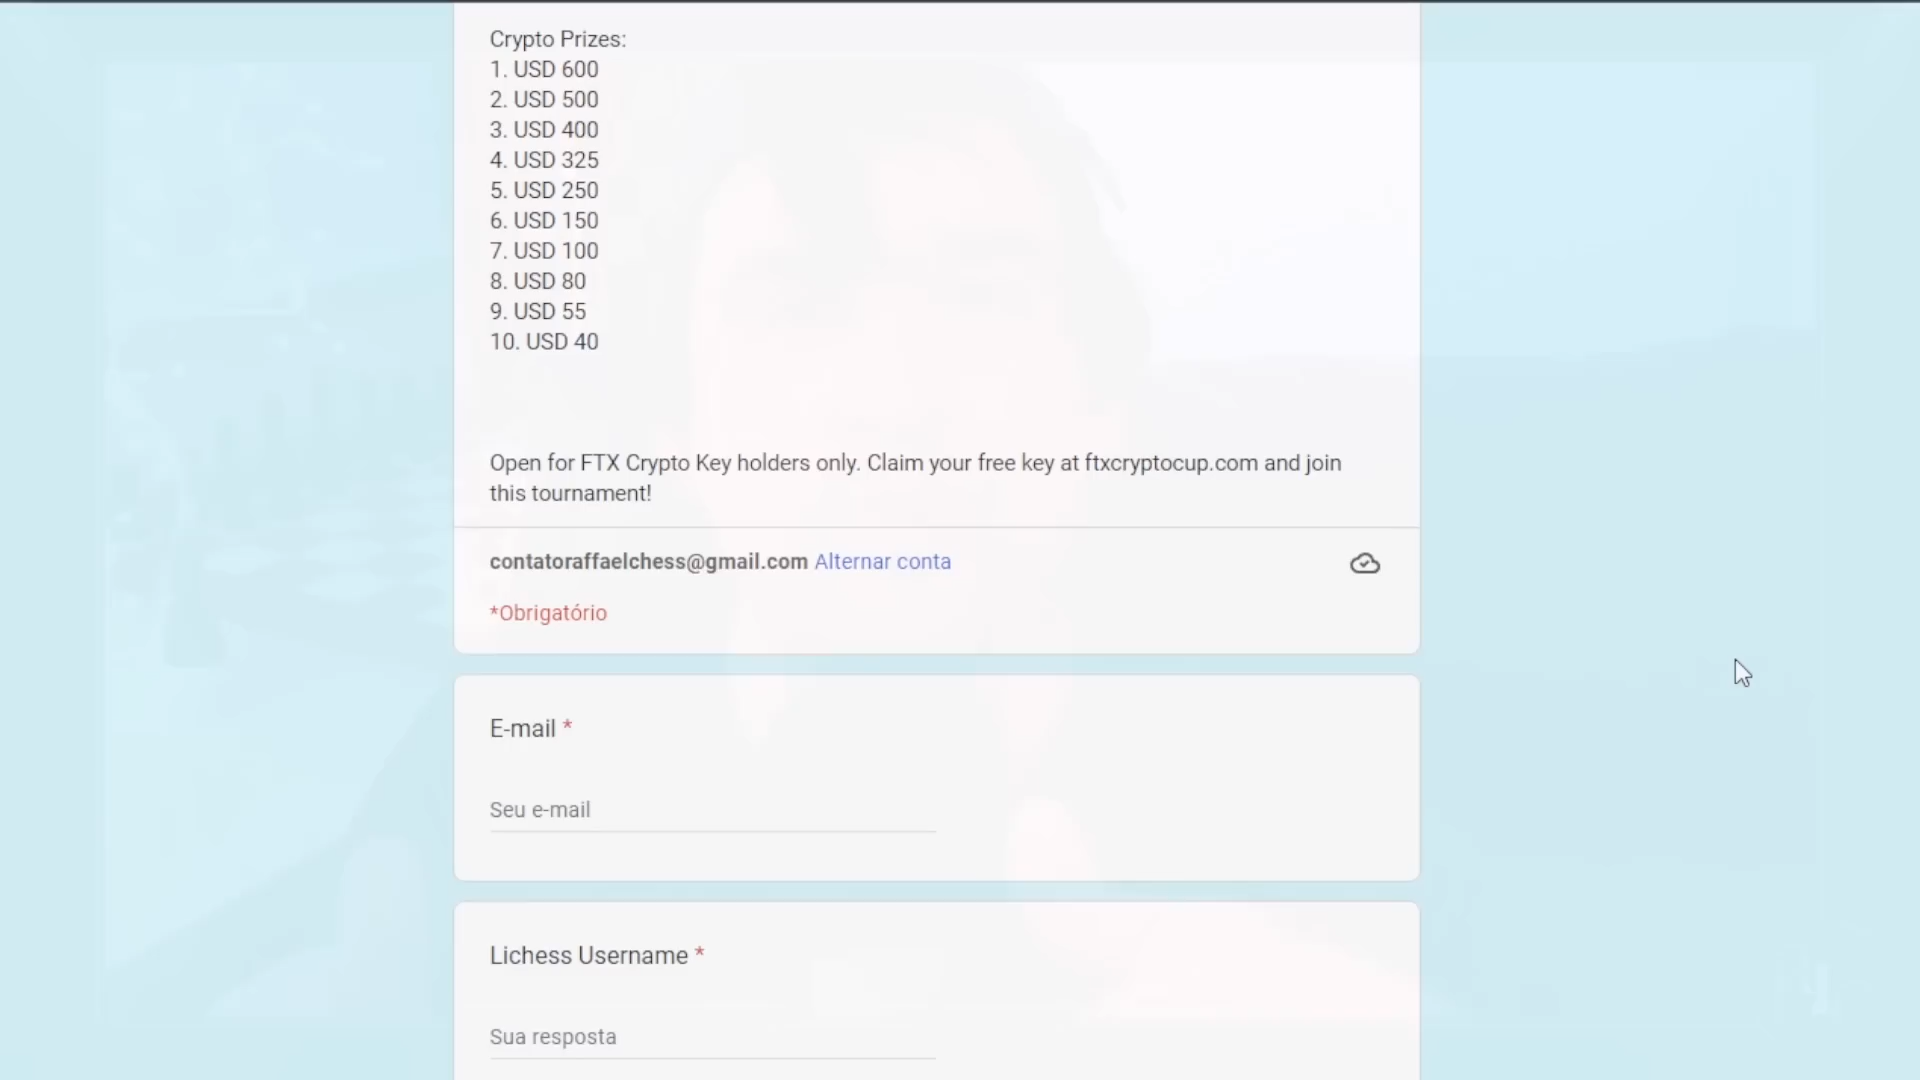 Crypto Prizes:
1. USD 600
2. USD 500
3. USD 400
4. USD 325
5. USD 250
6. USD 150
7. USD 100
8. USD 80
9. USD 55
10. USD 40
Open for FTX Crypto Key holders only. Claim your free key at ftxcryptocup.com and join
this tournament!
contatoraffaelchess@gmail.com Alternar conta
*Obrigatório
E-mail *
Seu e-mail
Lichess Username *
Sua resposta